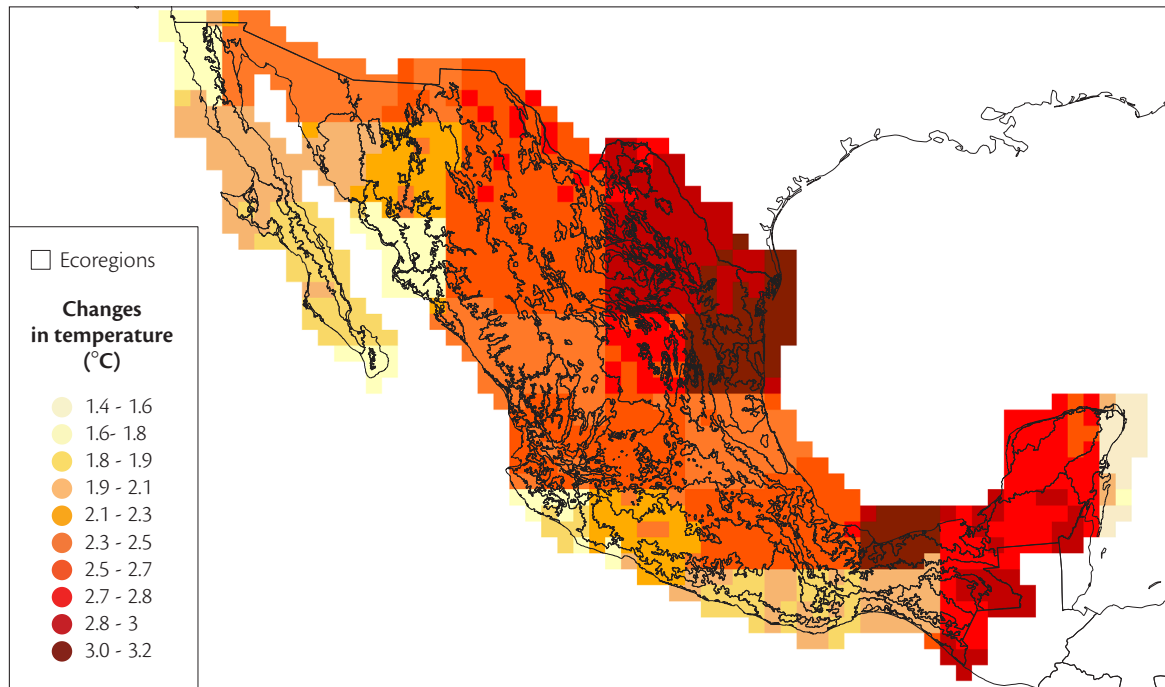 Ecoregions
Changes
in temperature
(°C)
1.4 - 1.6
1.6- 1.8
1.8 - 1.9
1.9 - 2.1
2.1 - 2.3
2.3 - 2.5
2.5 - 2.7
2.7 - 2.8
2.8 - 3
3.0 - 3.2